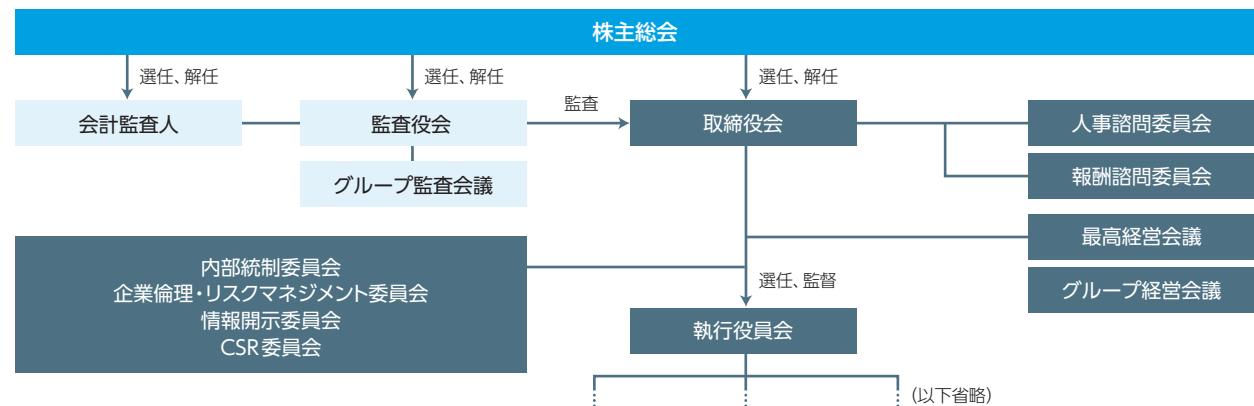 株主総会
選任、解任
選任、解任
選任、解任
会計監査人
監査役会
監査
取締役会
人事諮問委員会
グループ監査会議
報酬諮問委員会
最高経営会議
内部統制委員会
企業倫理・リスクマネジメント委員会
情報開示委員会
CSR委員会
選任、監督
グループ経営会議
執行役員会
(以下省略)